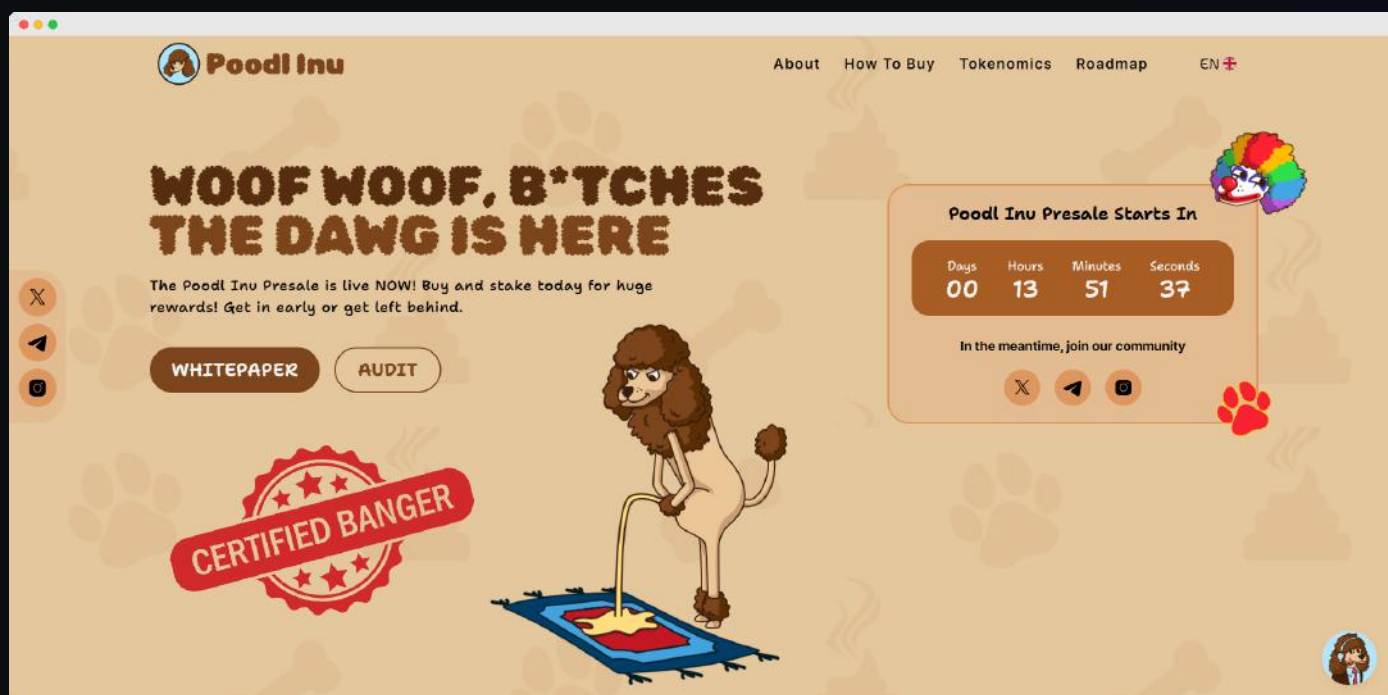 Poodl Inu
About How To Buy Tokenomics Roadmap EN
WOOF WOOF, B*TCHES
THE DAWG IS HERE
The Poodl Inu Presale is live NOW! Buy and stake today for huge
rewards! Get in early or get left behind.
WHITEPAPER AUDIT
CERTIFIED BANGER
Poodl Inu Presale Starts In
Days Hours Minutes Seconds
00 13 51 37
In the meantime, join our community